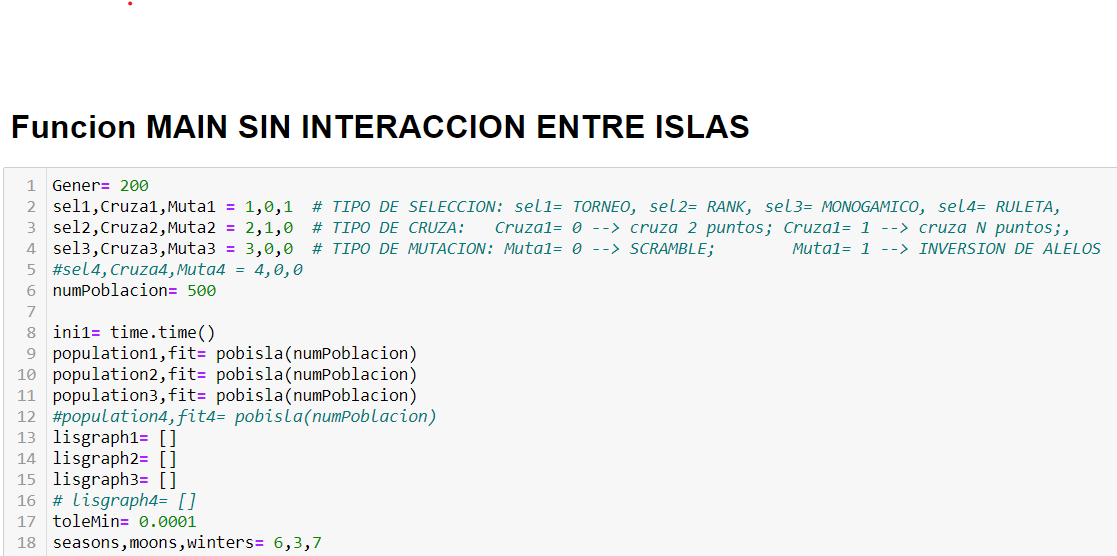 Funcion MAIN SIN INTERACCION ENTRE ISLAS
1 Gener= 200
2 sel1,Cruza1,Muta1 = 1,0,1 # TIPO DE SELECCION: sel1= TORNEO, sel2= RANK, sel3= MONOGAMICO, sel4= RULETA,
3 sel2,Cruza2,Muta2 = 2,1,0 # TIPO DE CRUZA: Cruza1= 0 --> cruza 2 puntos; Cruza1= 1 --> cruza N puntos;,
4 sel3,Cruza3,Muta3 = 3,0,0 # TIPO DE MUTACION: Muta1= 0 --> SCRAMBLE; Muta1= 1 --> INVERSION DE ALELOS
5 #sel4,Cruza4,Muta4 = 4,0,0
6 numPoblacion= 500
7
8 ini1= time.time()
9 population1,fit= pobisla(numPoblacion)
10 population2,fit= pobisla(numPoblacion)
11 population3,fit= pobisla(numPoblacion)
12 #population4,fit4= pobisla(numPoblacion)
13 lisgraph1= []
14 lisgraph2= []
15 lisgraph3= []
16 # lisgraph4= []
17 toleMin= 0.0001
18 seasons,moons,winters= 6,3,7